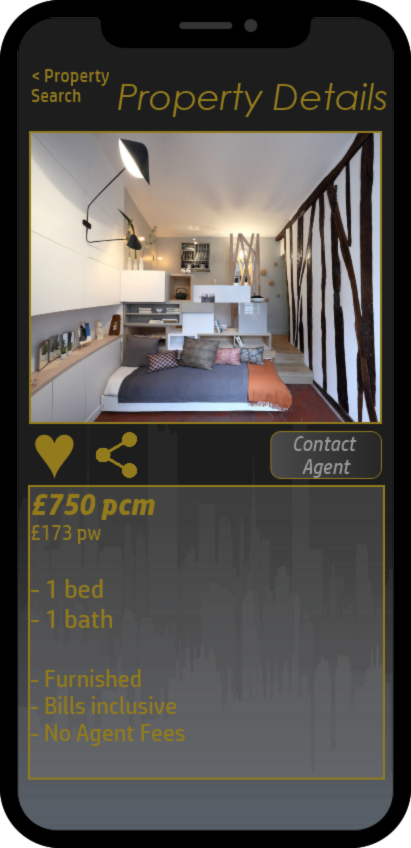 < Property
Search
Property Details
Contact
Agent
£750 pcm
£173 pw
- 1 bed
- 1 bath
- Furnished
- Bills inclusive
- No Agent Fees